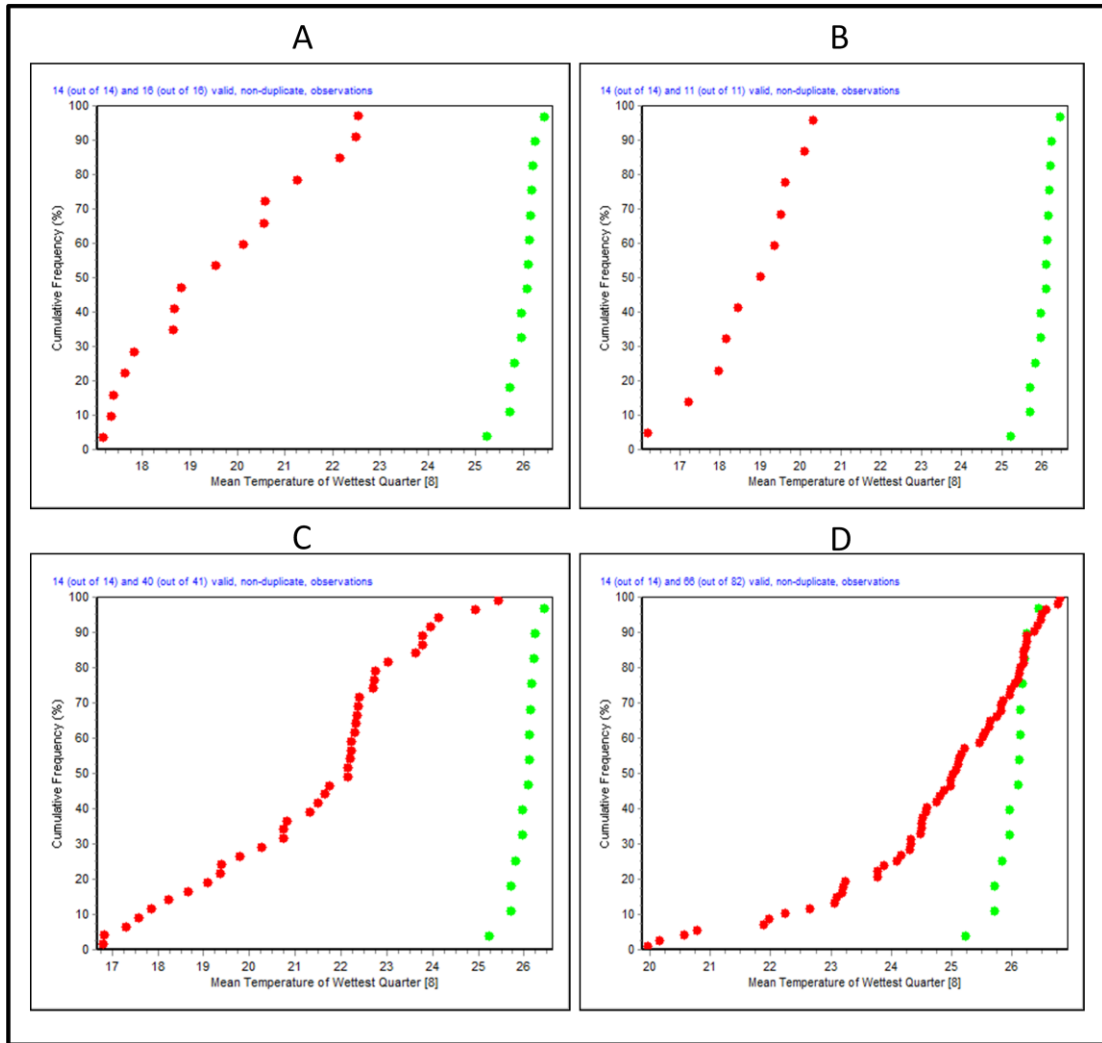 A
14 (out of 14) and 16 (out of 16) valid, non-duplicate, observations
100
90
80
70
60
50
40
30
20
10
0
Cumulative Frequency (%)
18 19 20 21 22 23 24 25 26
Mean Temperature of Wettest Quarter [8]
B
14 (out of 14) and 11 (out of 11) valid, non-duplicate, observations
100
90
80
70
60
50
40
30
20
10
0
Cumulative Frequency (%)
17 18 19 20 21 22 23 24 25 26
Mean Temperature of Wettest Quarter [8]
C
14 (out of 14) and 40 (out of 41) valid, non-duplicate, observations
100
90
80
70
60
50
40
30
20
10
0
Cumulative Frequency (%)
17 18 19 20 21 22 23 24 25 26
Mean Temperature of Wettest Quarter [8]
D
14 (out of 14) and 66 (out of 82) valid, non-duplicate, observations
100
90
80
70
60
50
40
30
20
10
0
Cumulative Frequency (%)
20 21 22 23 24 25 26
Mean Temperature of Wettest Quarter [8]